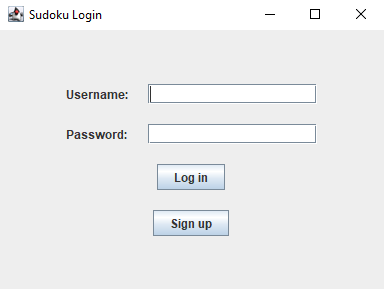 Sudoku Login
Username:
Password:
Log in
Sign up